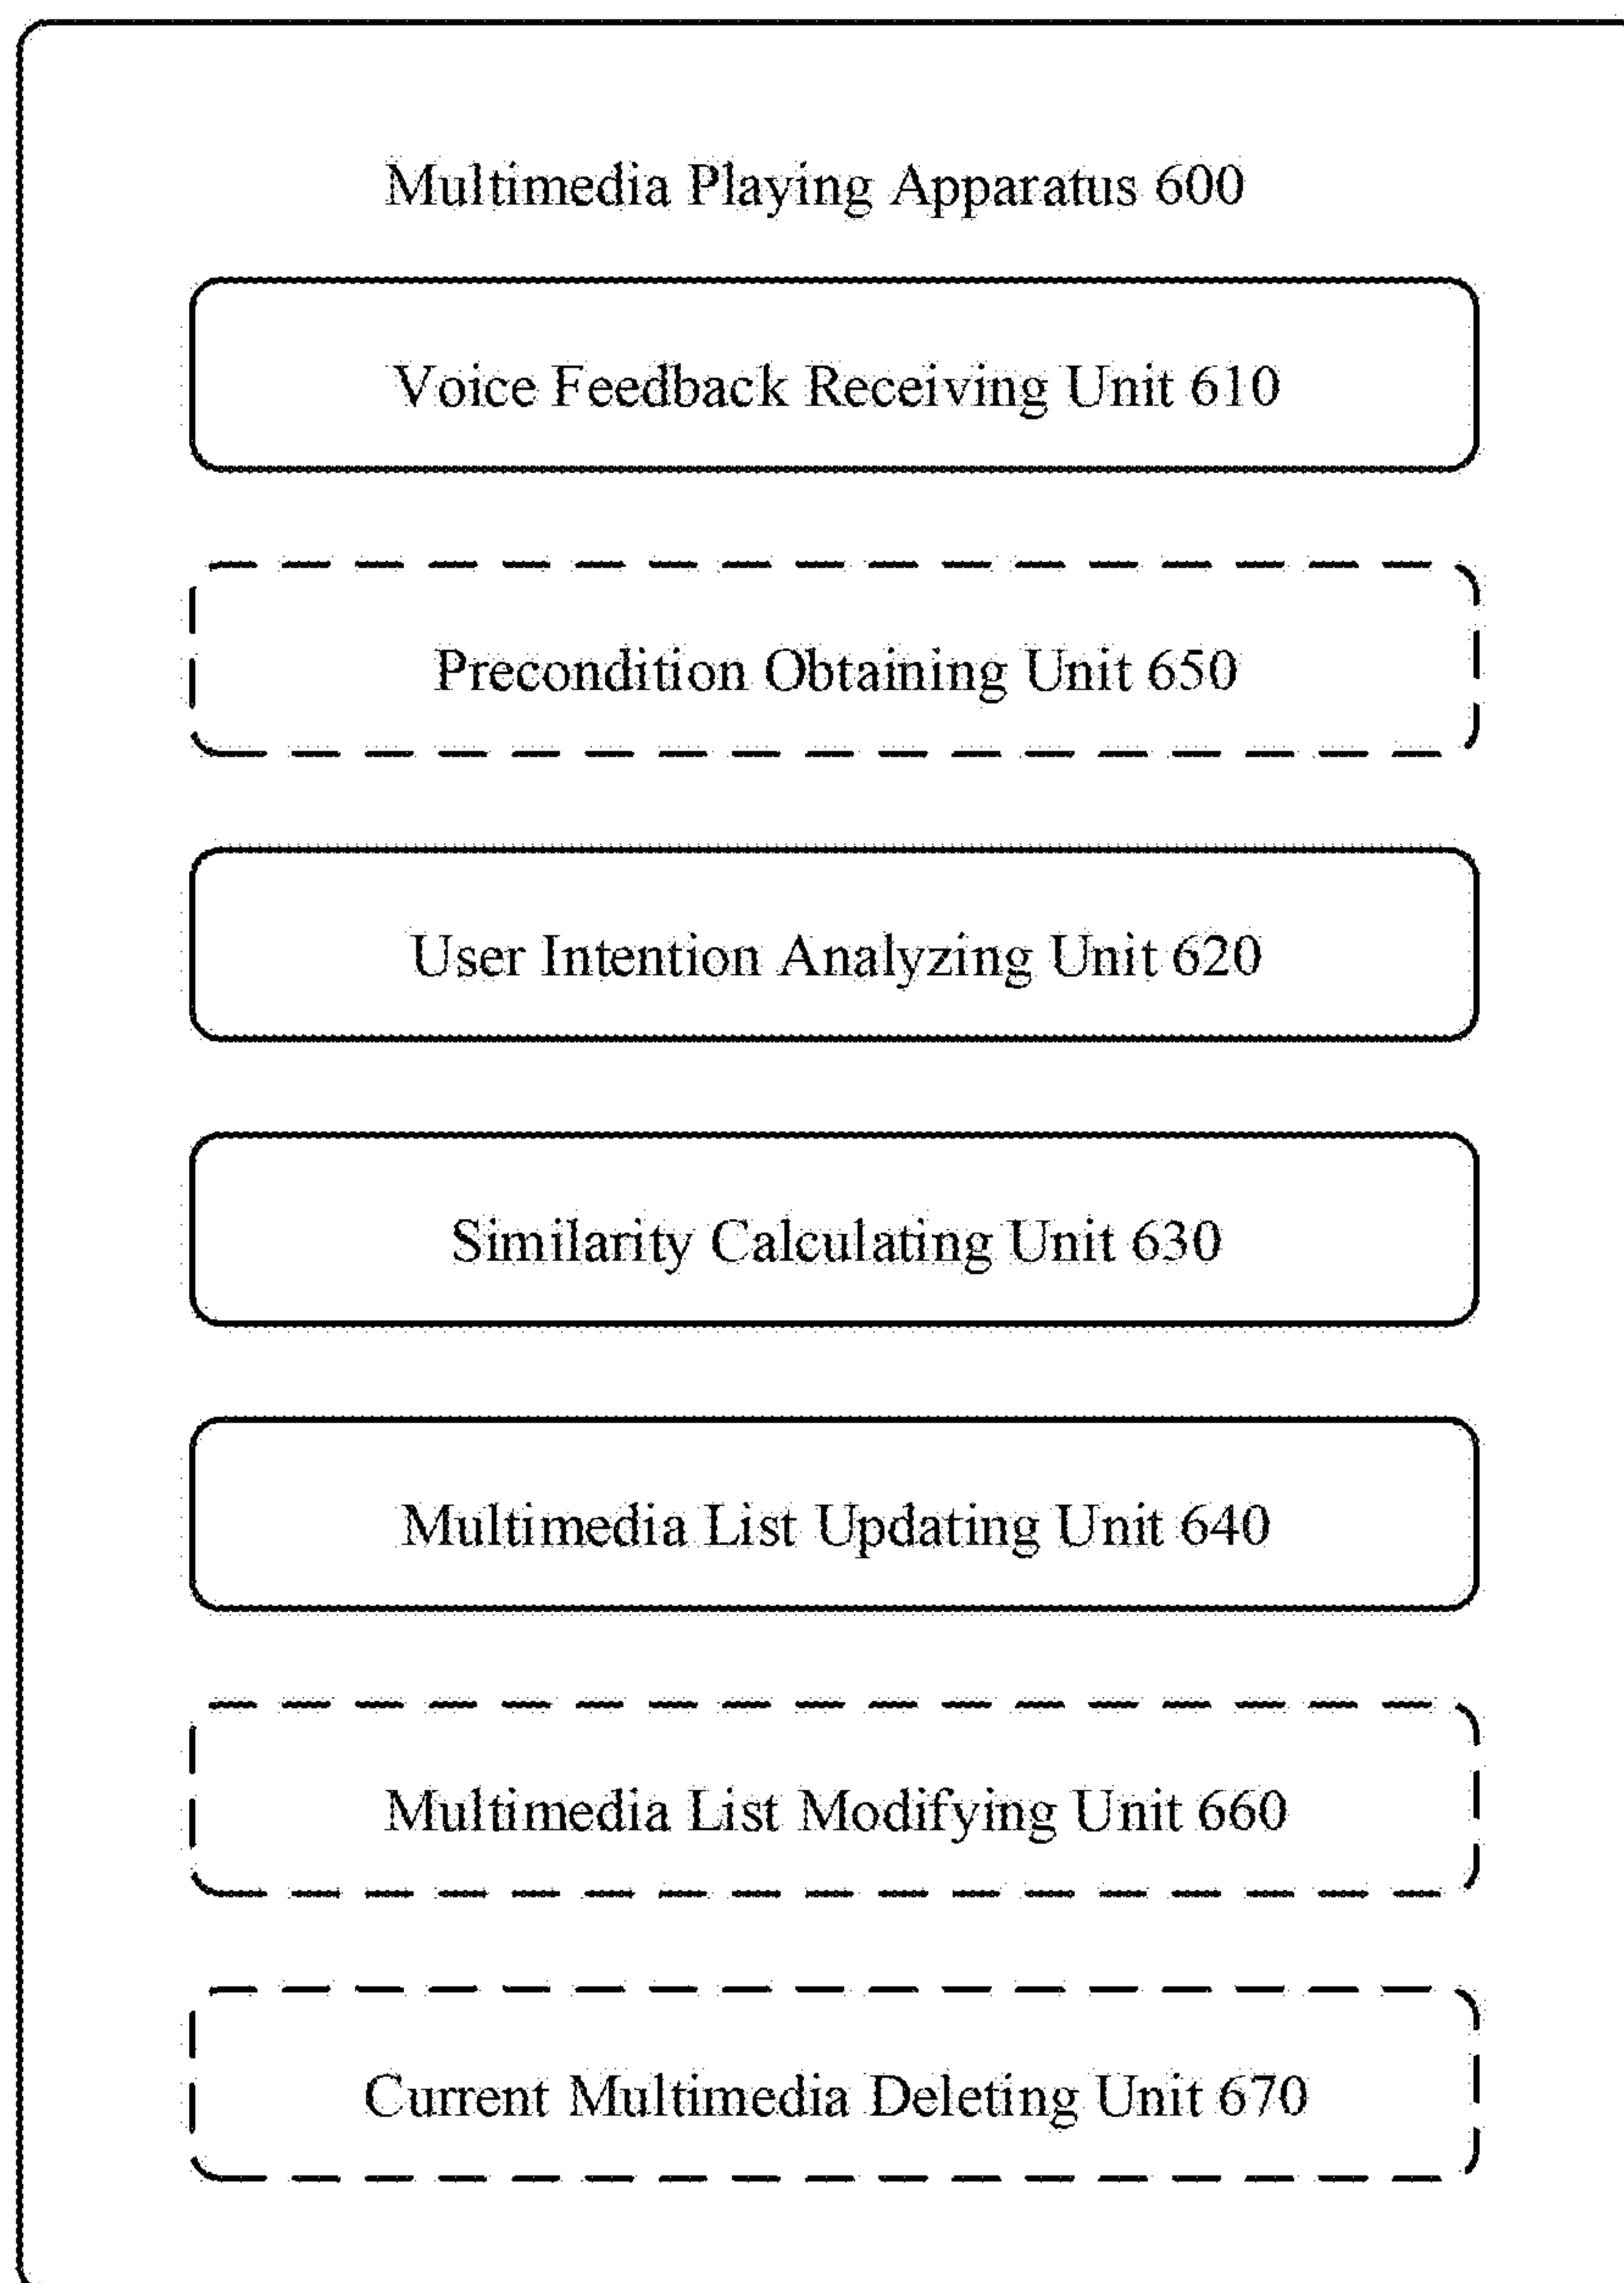 Multimedia Playing Apparatus 600
Voice Feedback Receiving Unit 610
Precondition Obtaining Unit 650
User Intention Analyzing Unit 620
Similarity Calculating Unit 630
Multimedia List Updating Unit 640
Multimedia List Modifying Unit 660
Current Multimedia Deleting Unit 670